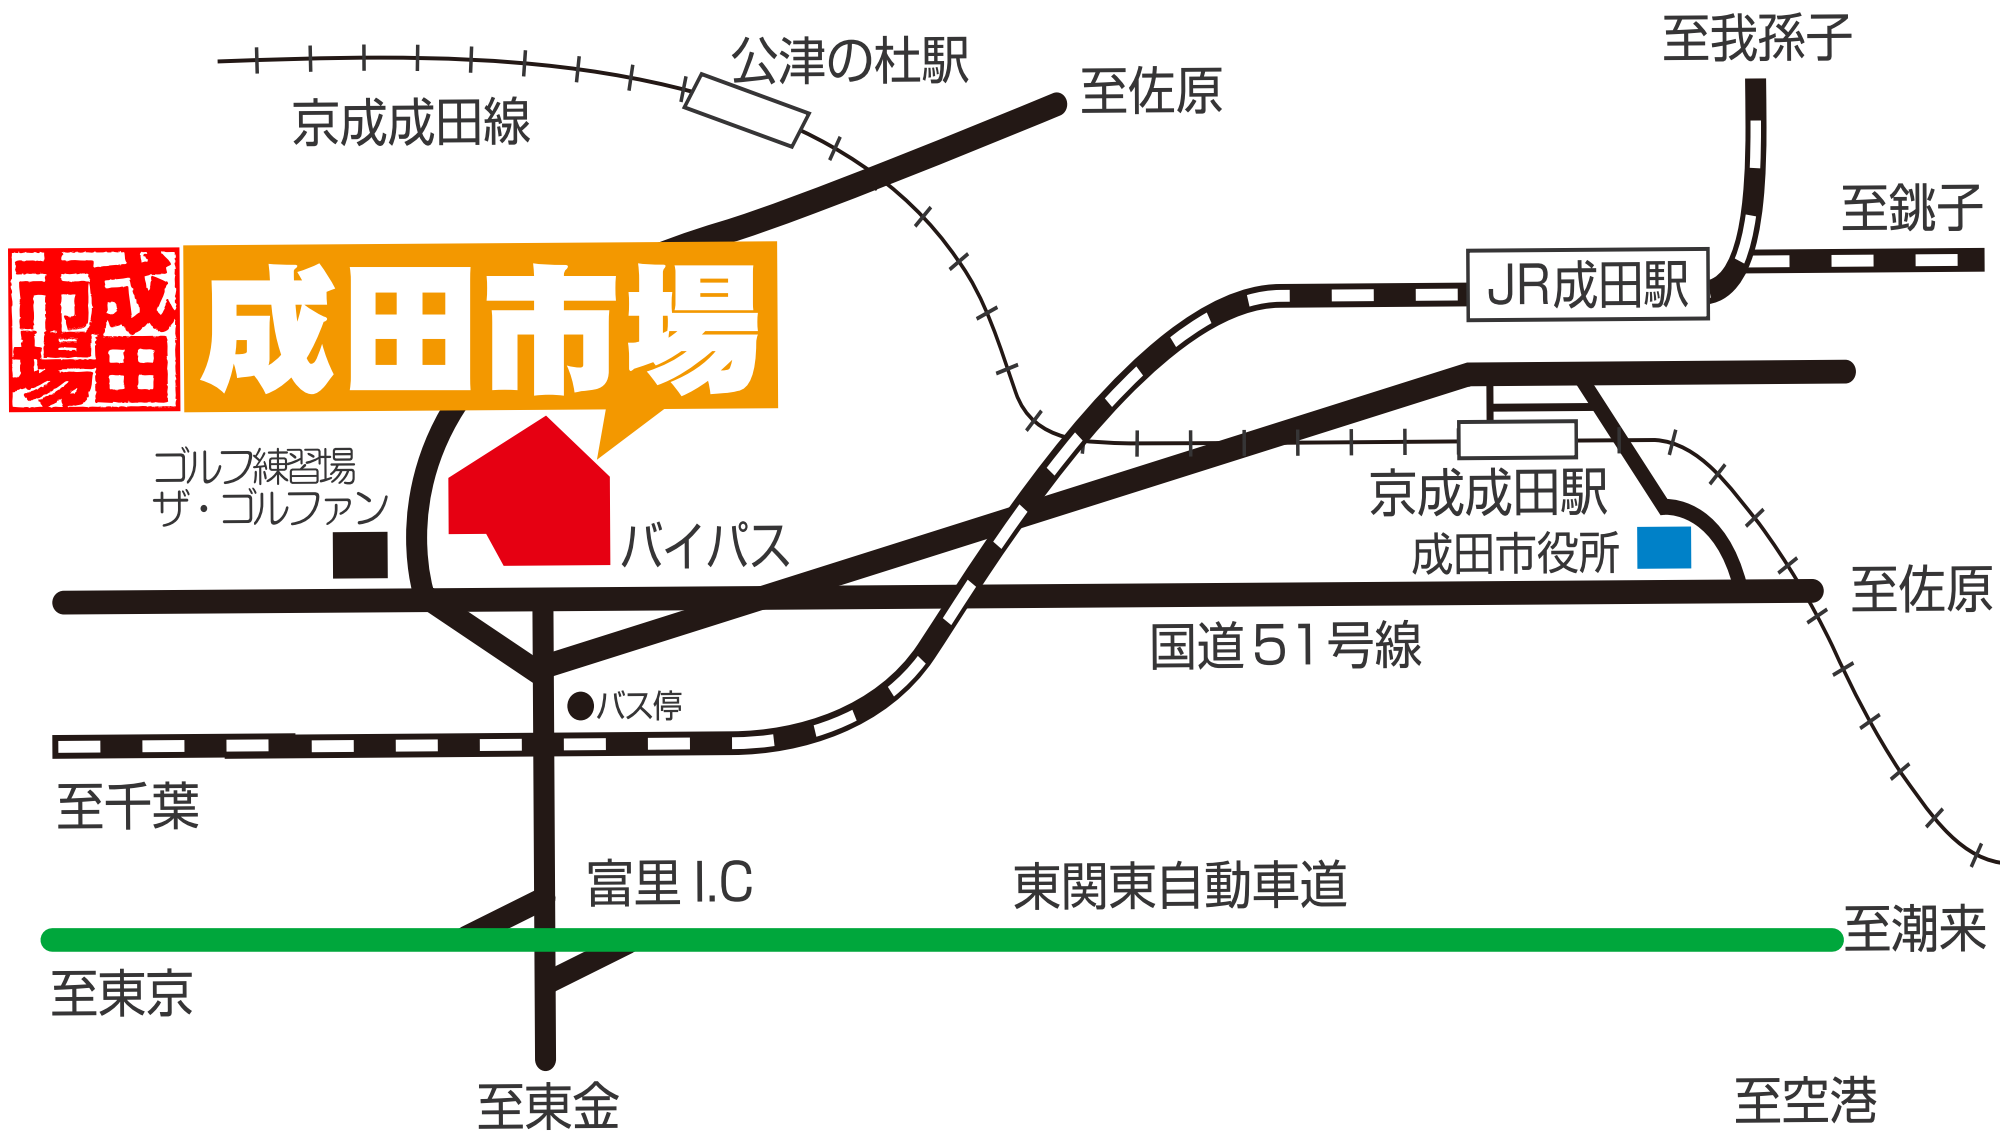 至我孫子
公津の杜駅
至佐原
京成成田線
至銚子
成田
市場
成田市場
JR成田駅
ゴルフ練習場
ザ・ゴルファン
バイパス
京成成田駅
成田市役所
至佐原
国道51号線
バス停
至千葉
富里I.C
東関東自動車道
至潮来
至東京
至東金
至空港